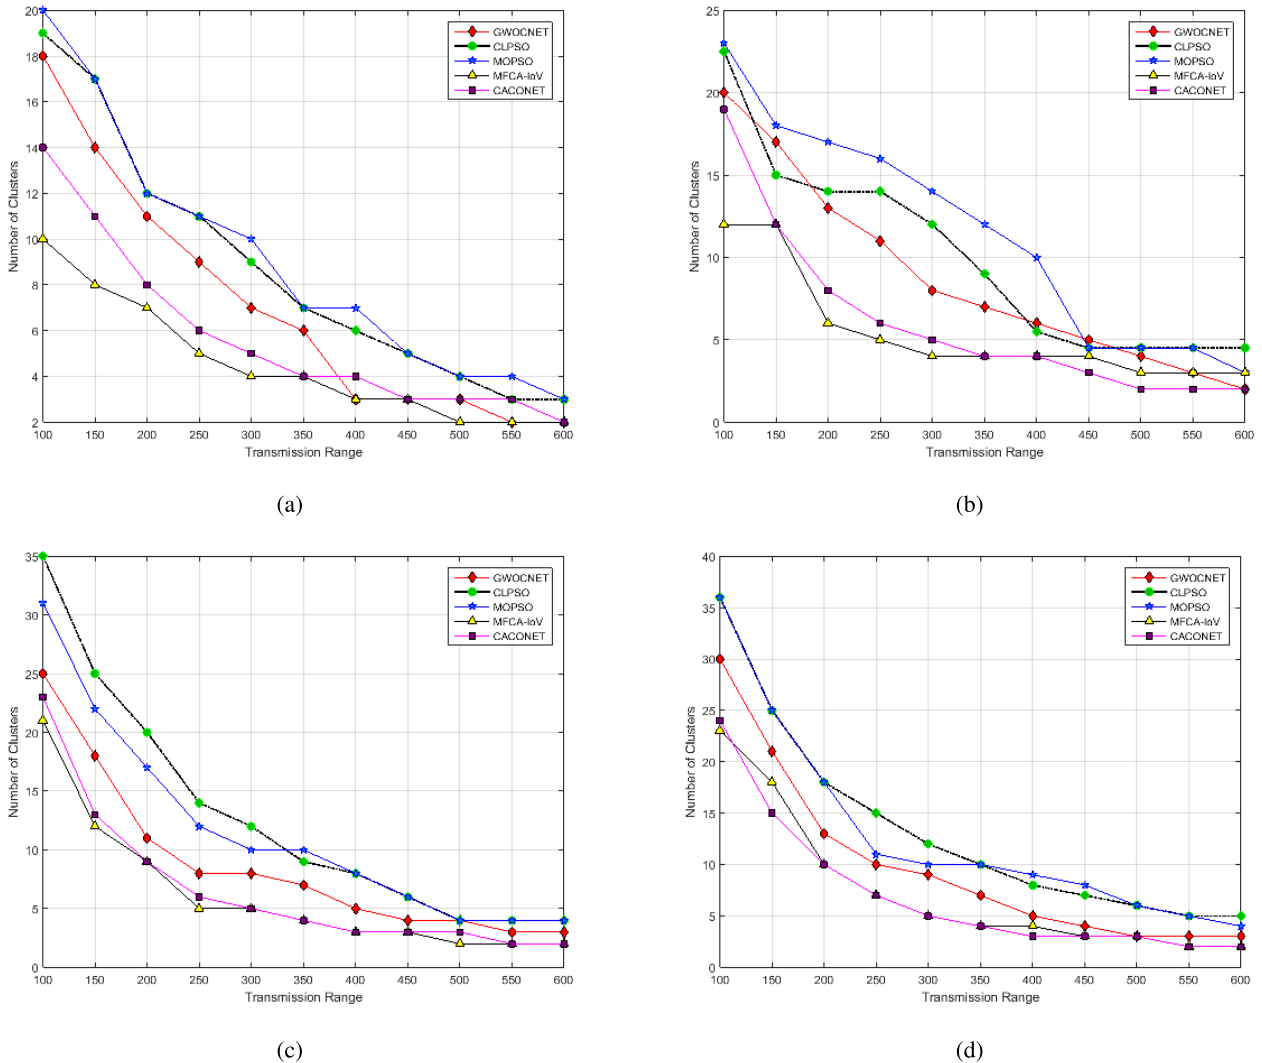 20
18
16
14
12
10
8
6
4
2
Number of Clusters
100 150 200 250 300 350 400 450 500 550 600
Transmission Range
GWOCNET
CLPSO
MOPSO
MFCA-IoV
CACONET
(a)
25
20
15
10
5
0
Number of Clusters
100 150 200 250 300 350 400 450 500 550 600
Transmission Range
GWOCNET
CLPSO
MOPSO
MFCA-IoV
CACONET
(b)
35
30
25
20
15
10
5
0
Number of Clusters
100 150 200 250 300 350 400 450 500 550 600
Transmission Range
GWOCNET
CLPSO
MOPSO
MFCA-IoV
CACONET
(c)
40
35
30
25
20
15
10
5
0
Number of Clusters
100 150 200 250 300 350 400 450 500 550 600
Transmission Range
GWOCNET
CLPSO
MOPSO
MFCA-IoV
CACONET
(d)